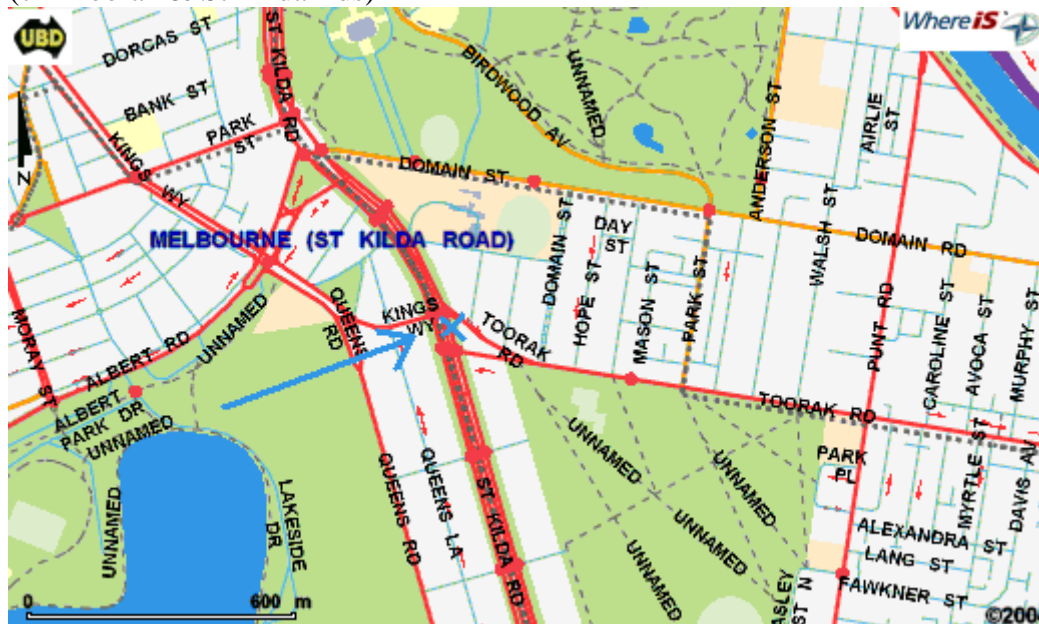 UBD
Where iS
DORCAS ST
BANK ST
PARK ST
KINGS WY
ST KILDA RD
BIRDWOOD AV
UNNAMED
ANDERSON ST
AIRLIE ST
N
DOMAIN ST
DAY ST
DOMAIN ST
WALSH ST
DOMAIN RD
MELBOURNE (ST KILDA ROAD)
HOPE ST
MASON ST
PARK ST
PUNT RD
CAROLINE ST
AVOCA ST
MURPHY ST
MORAY ST
UNNAMED
QUEENS RD
KINGS WY
TOORAK RD
ALBERT RD
ALBERT PARK DR
UNNAMED
TOORAK RD
UNNAMED
LAKESIDE DR
QUEENS RD
QUEENS LA
ST KILDA RD
UNNAMED
UNNAMED
UNNAMED
UNNAMED
PARK PL
MYRTLE ST
DAVIS AV
ALEXANDRA ST
LANG ST
FAWKNER ST
ST N
0 600 m